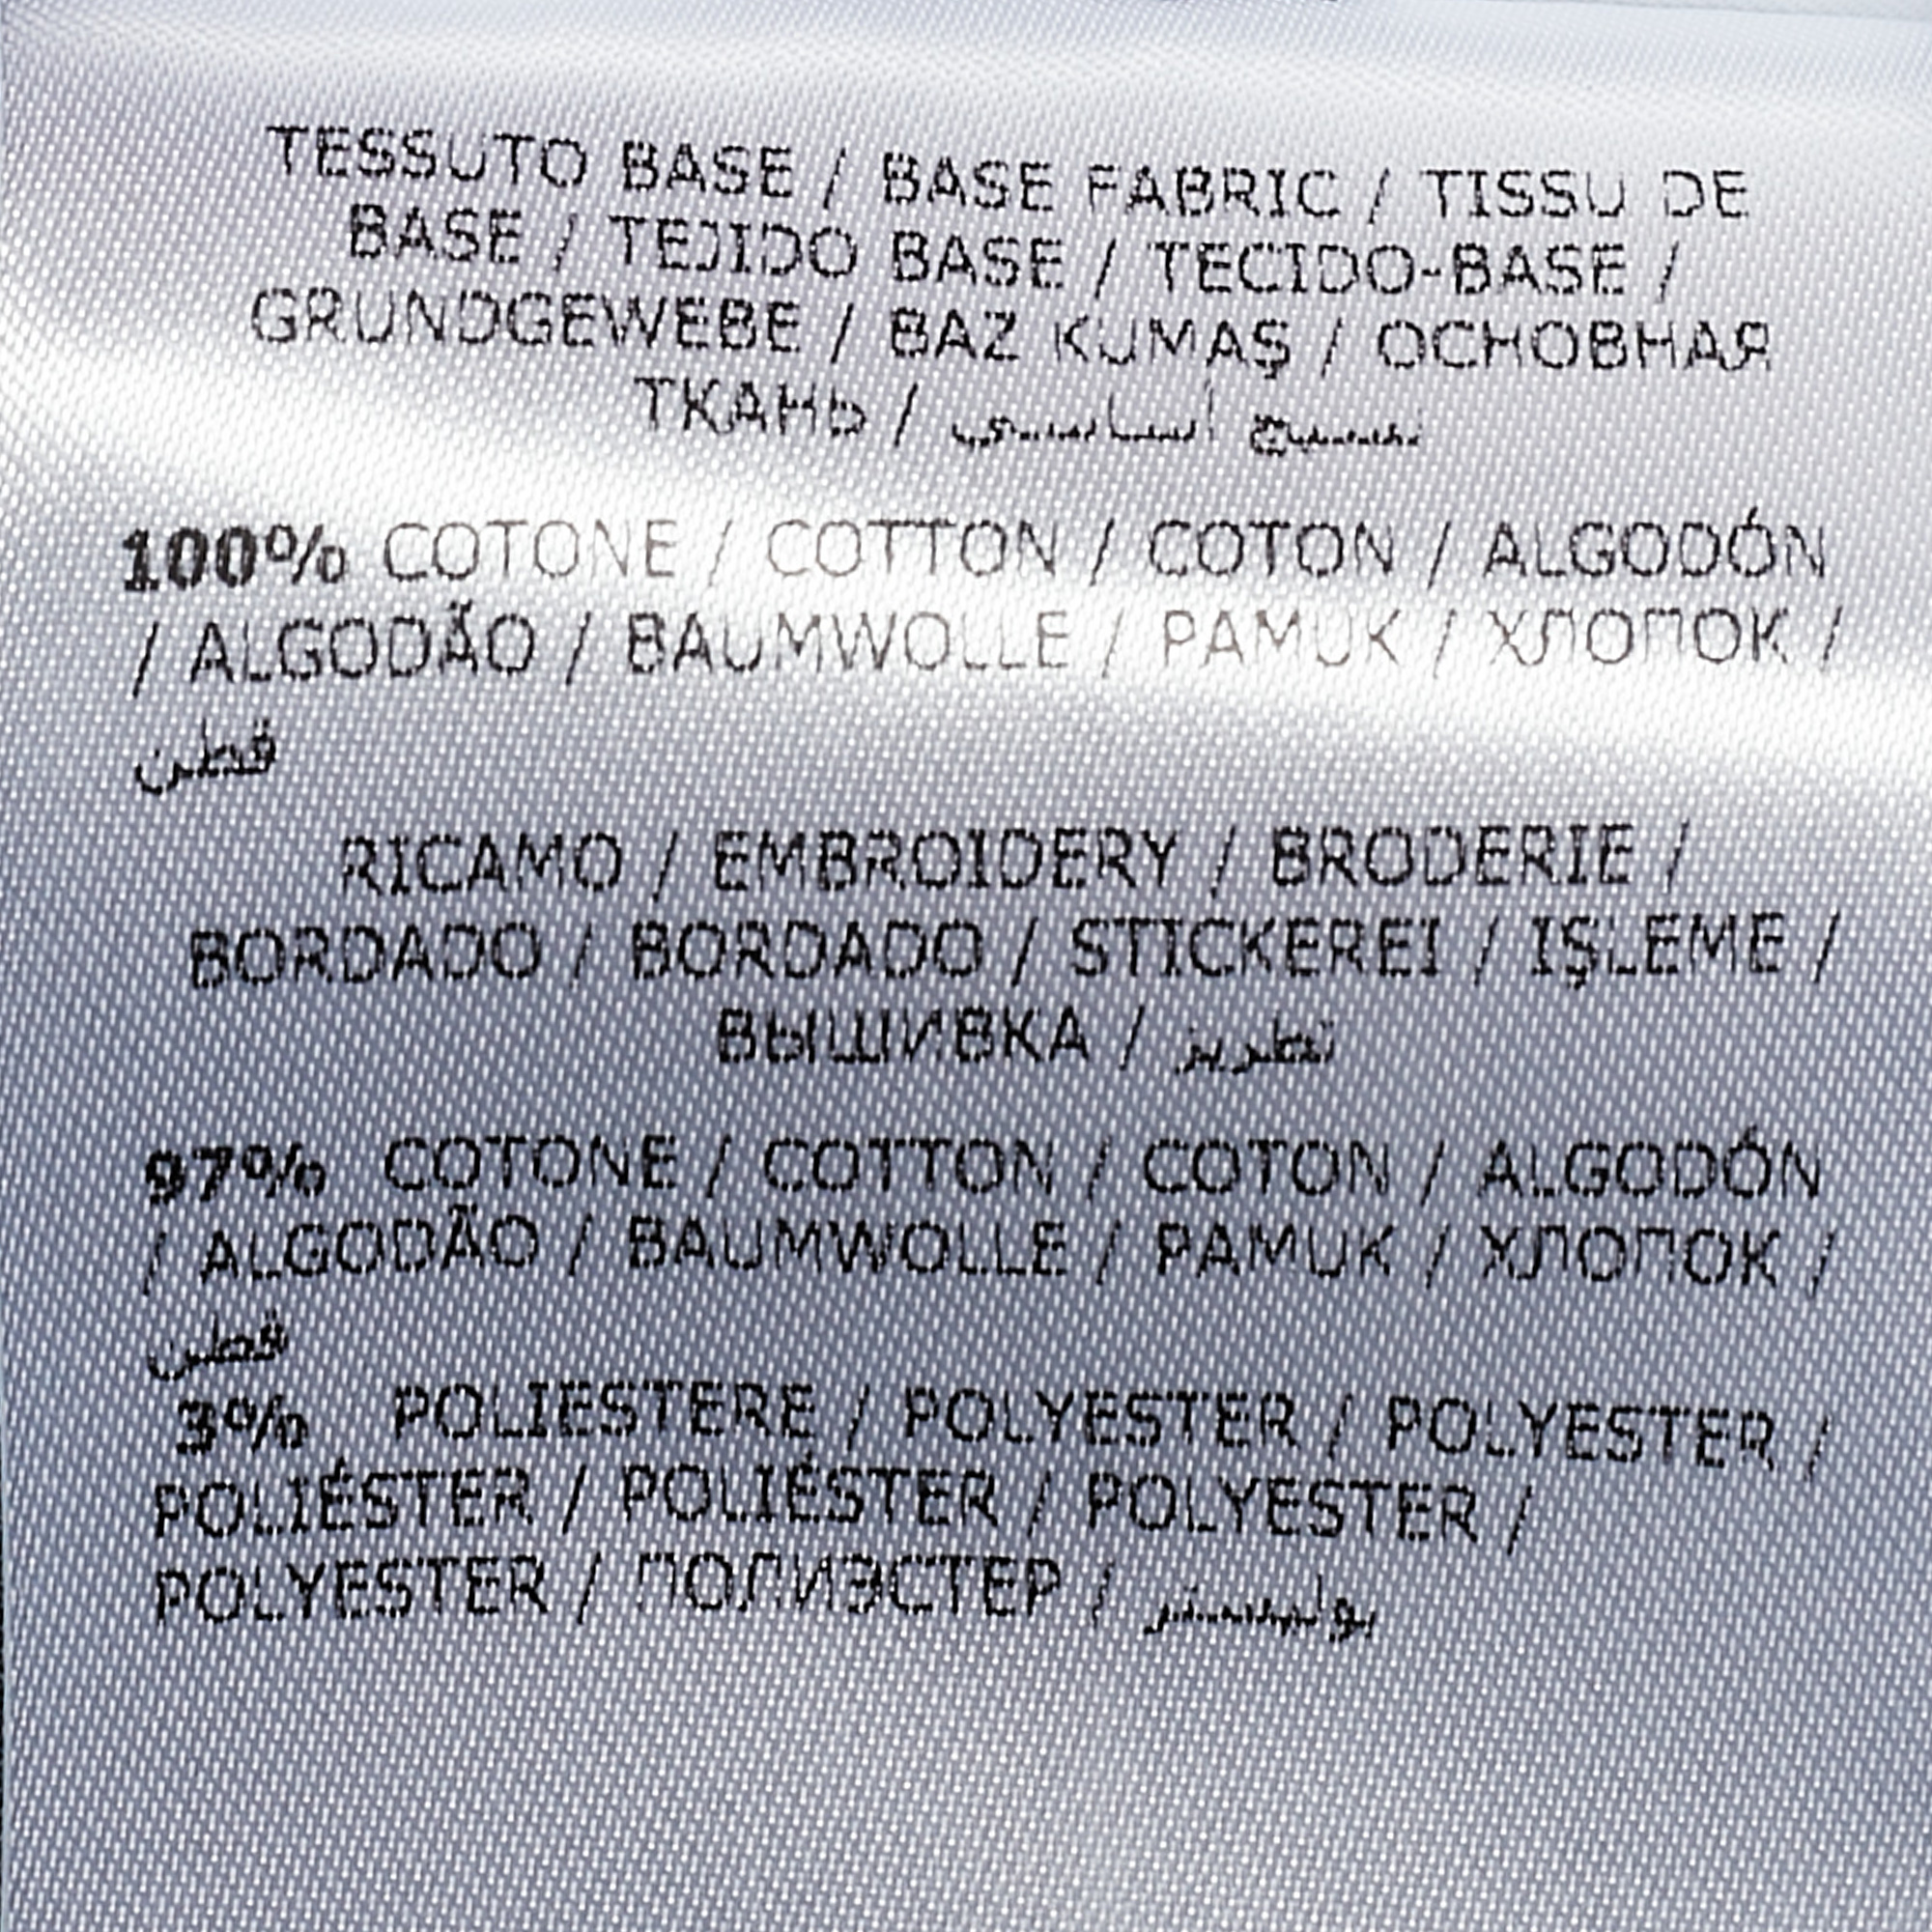 TESSUTO BASE / BASE FABRIC / TISSU DE
BASE / TEJIDO BASE / TECIDO-BASE /
GRUNDGEWEBE / BAZ KUMAŞ / ОСНОВНАЯ
ТКАНЬ / نسيج أساسي
100% COTONE / COTTON / COTON / ALGODÓN
/ ALGODÃO / BAUMWOLLE / PAMUK / ХЛОПОК /
قطن
RICAMO / EMBROIDERY / BRODERIE /
BORDADO / BORDADO / STICKEREI / IŞLEME /
ВЫШИВКА / تطريز
97% COTONE / COTTON / COTON / ALGODÓN
/ ALGODÃO / BAUMWOLLE / PAMUK / ХЛОПОК /
قطن
3% POLIESTERE / POLYESTER / POLYESTER /
POLIÉSTER / POLIÉSTER / POLYESTER /
POLYESTER / ПОЛИЭСТЕР / بوليستر